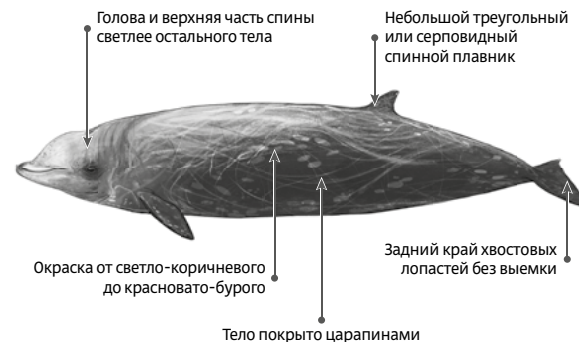 Голова и верхняя часть спины
светлее остального тела
Небольшой треугольный
или серповидный
спинной плавник
Окраска от светло-коричневого
до красновато-бурого
Задний край хвостовых
лопастей без выемки
Тело покрыто царапинами